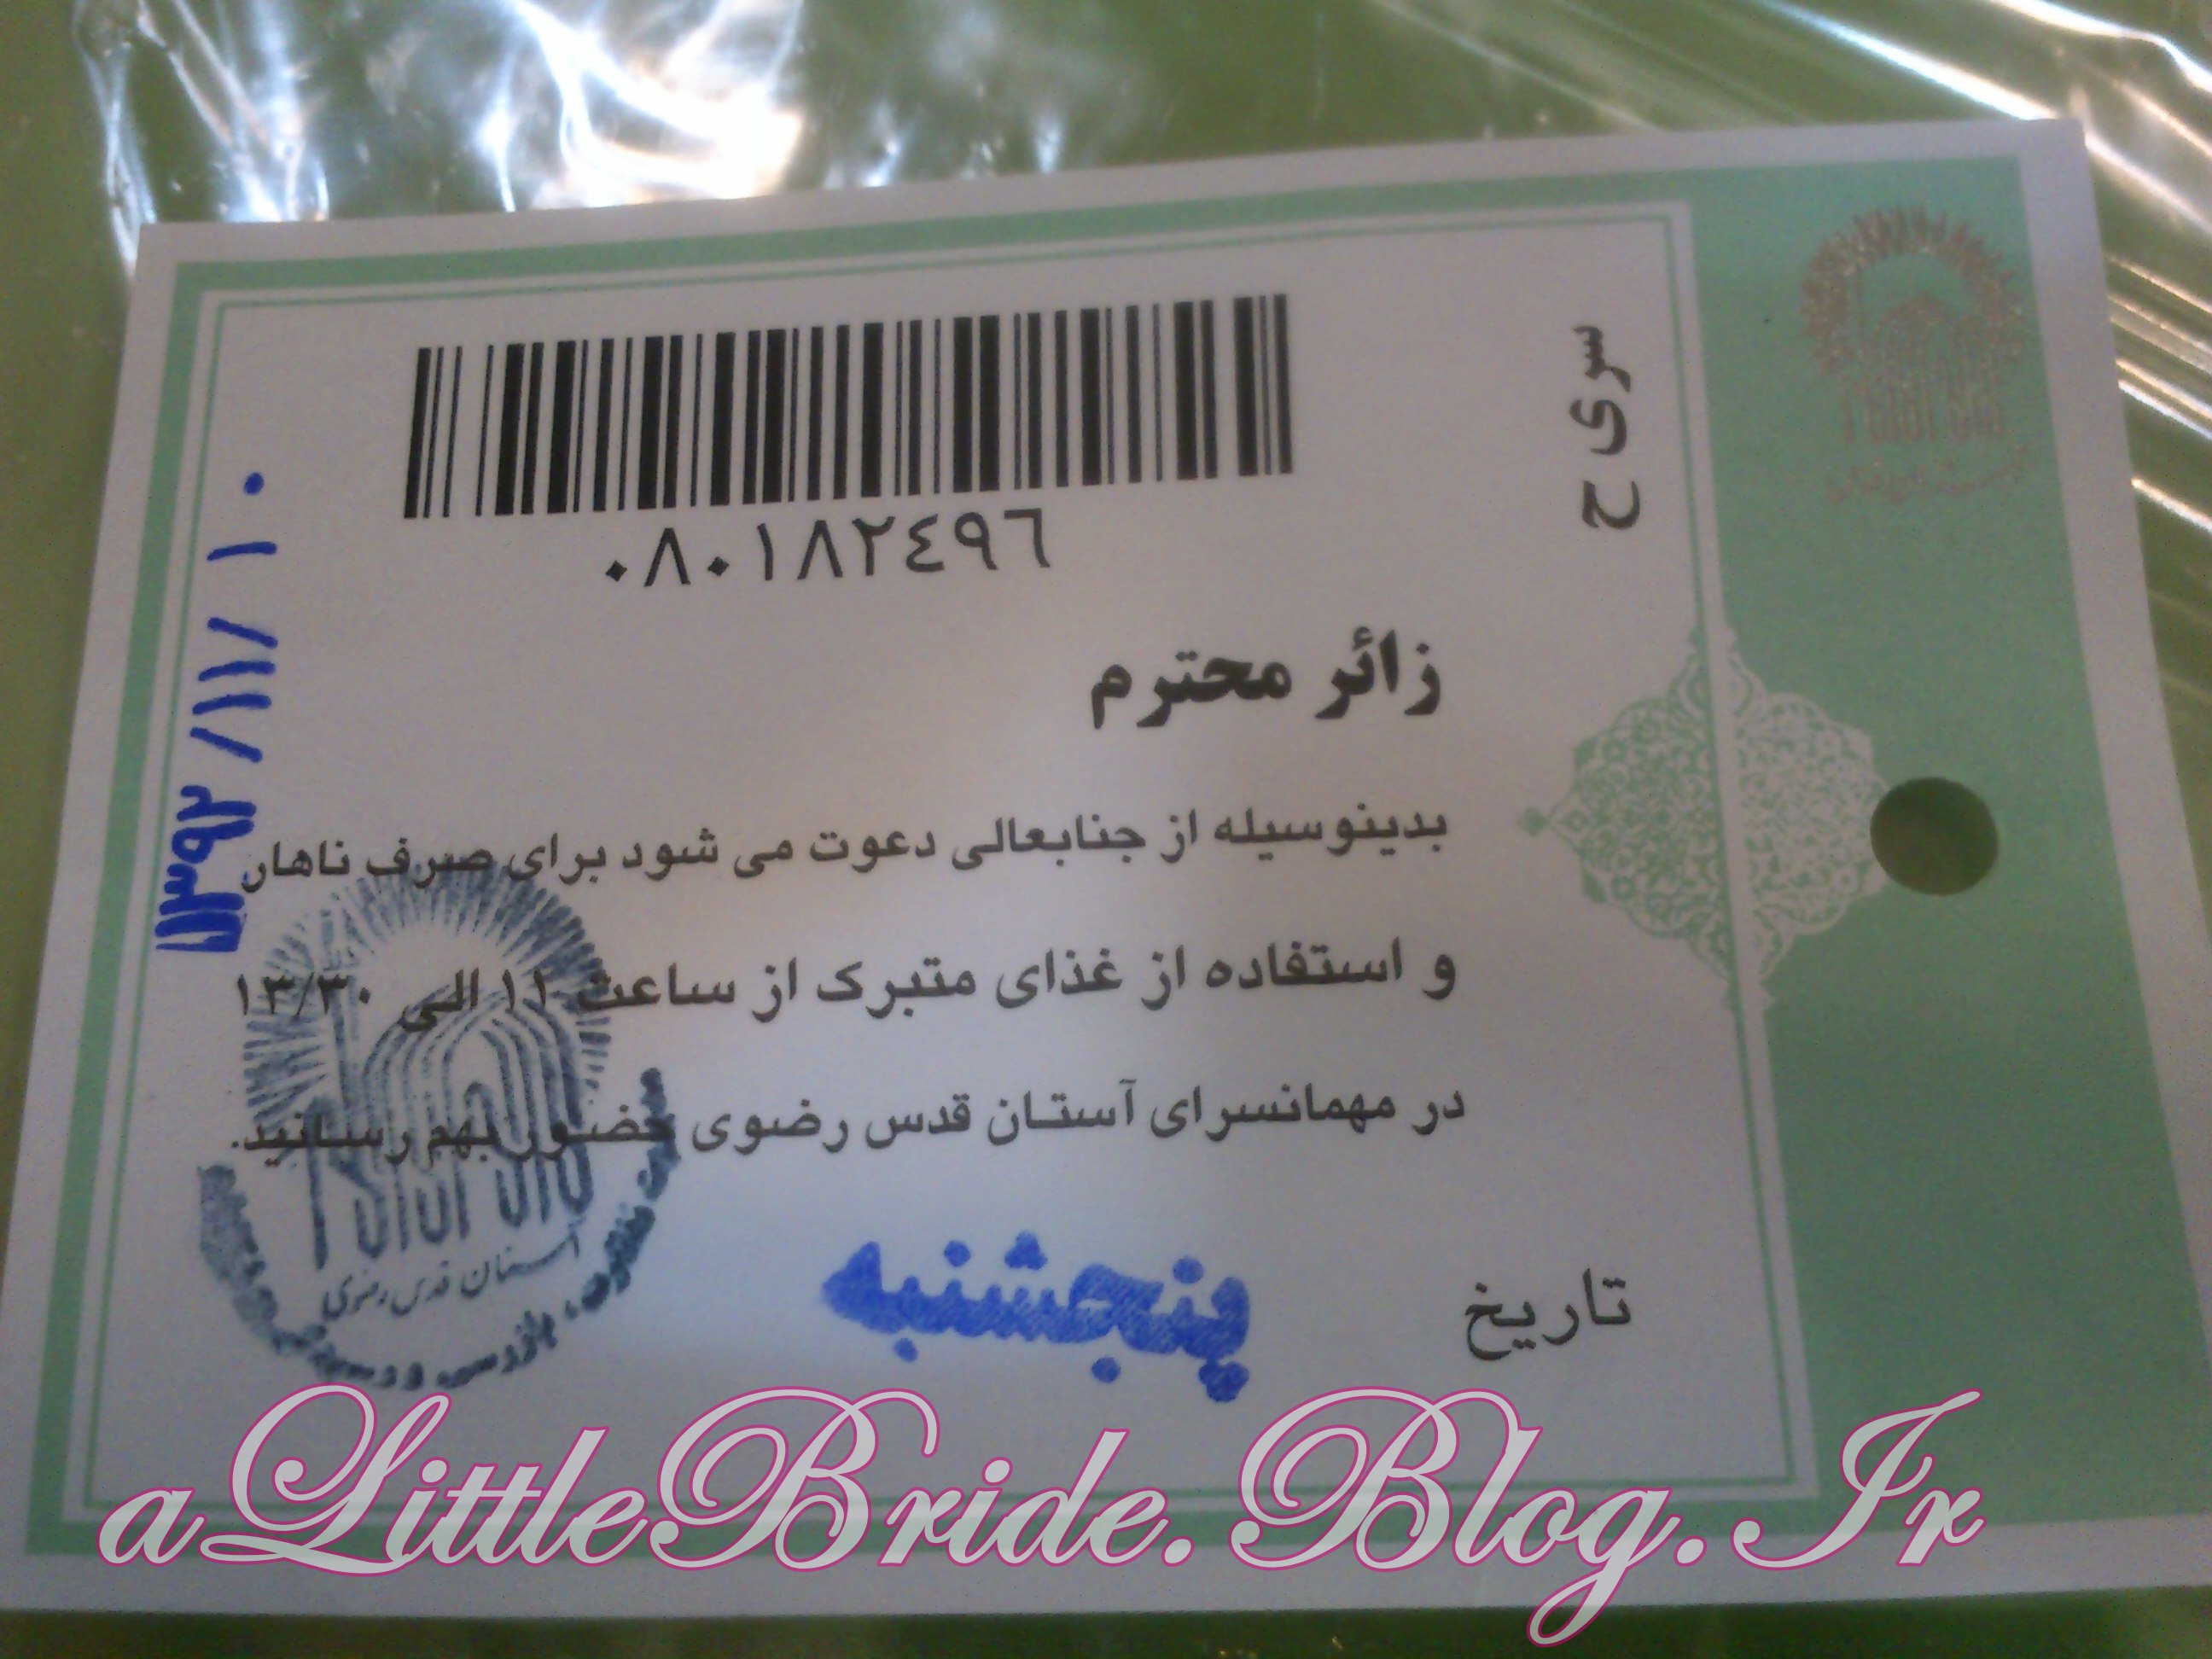 سری ح
۰۸۰۱۸۲٤۹٦
زائر محترم
بدینوسیله از جنابعالی دعوت می شود برای صرف ناهار
و استفاده از غذای متبرک از ساعت ۱۱ الی ۱۳/۳۰
در مهمانسرای آستان قدس رضوی حضور بهم رسانید.
تاریخ پنجشنبه
۱۳۹۲/۱۱/۱۰
آستان قدس رضوی
بازرسی و
aLittleBride.Blog.Ir